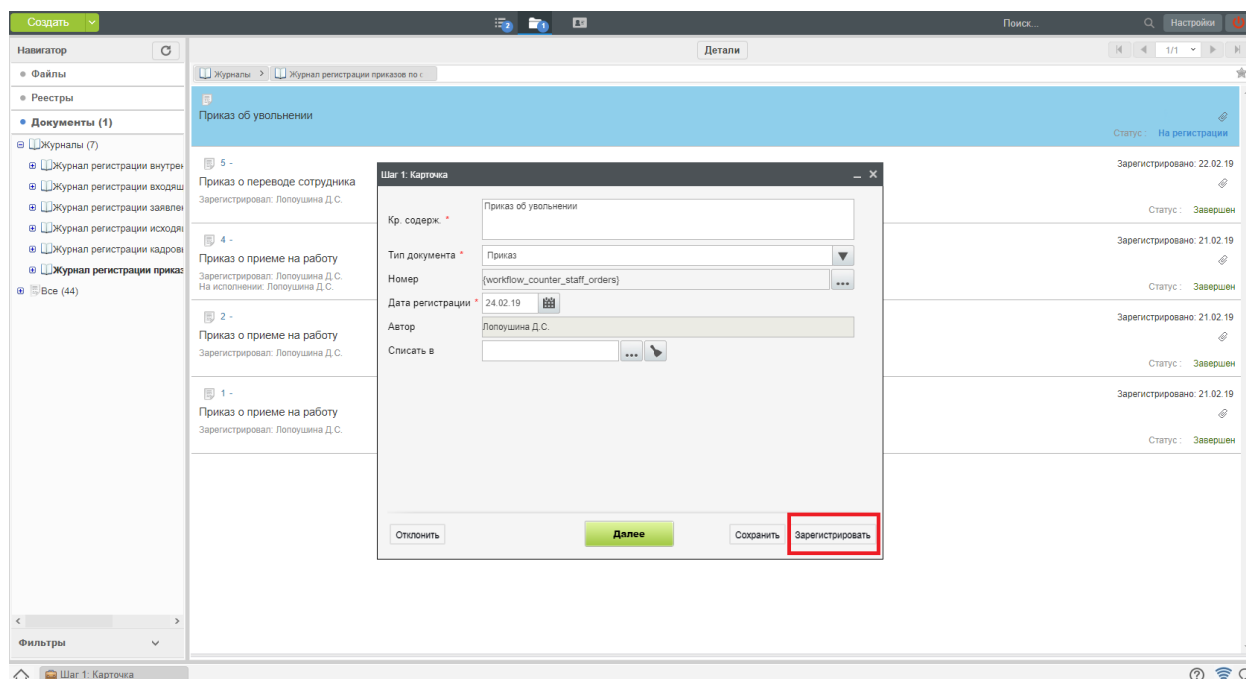 Создать
2
1
Поиск...
Настройки
Навигатор
Детали
1/1
Файлы
Журналы > Журнал регистрации приказов по с
Реестры
Документы (1)
Журналы (7)
Журнал регистрации внутрен
Журнал регистрации входящ
Журнал регистрации заявлен
Журнал регистрации исходящ
Журнал регистрации кадров
Журнал регистрации приказ
Все (44)
Фильтры
Приказ об увольнении
Статус : На регистрации
5 -
Зарегистрировано: 22.02.19
Приказ о переводе сотрудника
Зарегистрировал: Лопоушина Д.С.
Статус : Завершен
4 -
Зарегистрировано: 21.02.19
Приказ о приеме на работу
Зарегистрировал: Лопоушина Д.С.
На исполнении: Лопоушина Д.С.
Статус : Завершен
2 -
Зарегистрировано: 21.02.19
Приказ о приеме на работу
Зарегистрировал: Лопоушина Д.С.
Статус : Завершен
1 -
Зарегистрировано: 21.02.19
Приказ о приеме на работу
Зарегистрировал: Лопоушина Д.С.
Статус : Завершен
Шаг 1: Карточка
Кр. содерж. * Приказ об увольнении
Тип документа * Приказ
Номер {workflow_counter_staff_orders} ...
Дата регистрации * 24.02.19
Автор Лопоушина Д.С.
Списать в ...
Отклонить
Далее
Сохранить
Зарегистрировать
Шаг 1: Карточка